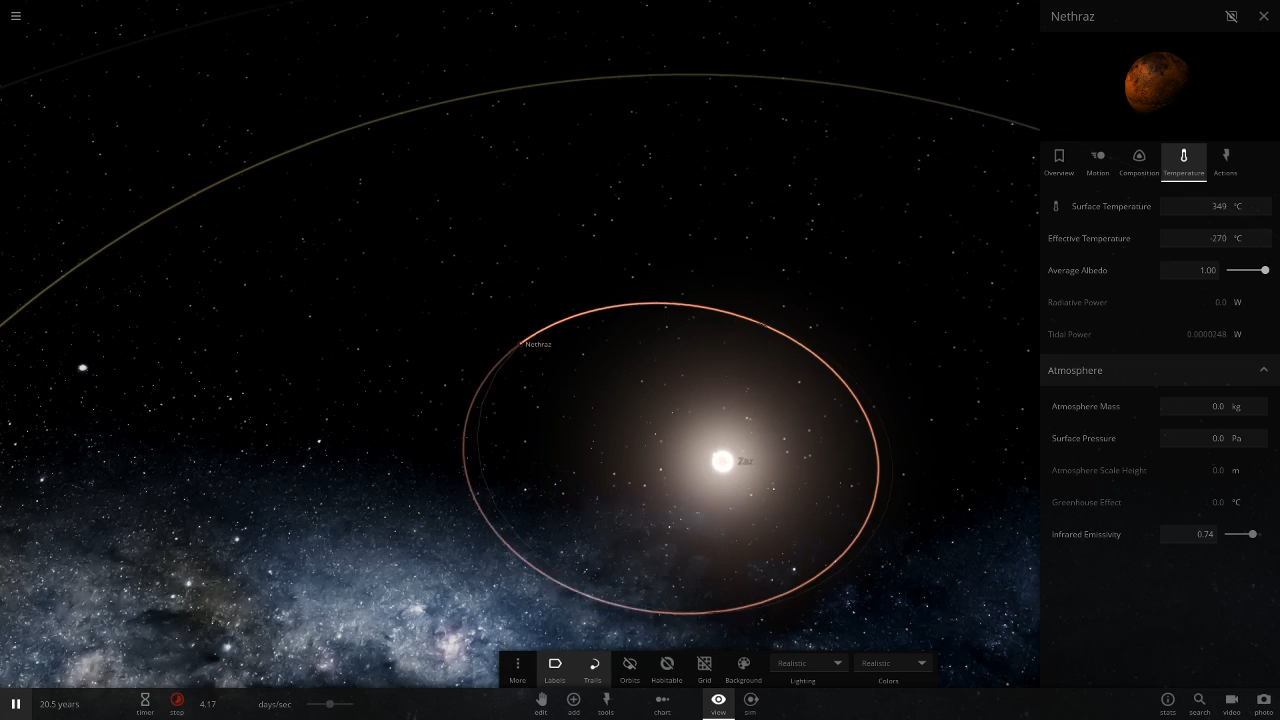 Nethraz
Overview Motion Composition Temperature Actions
Surface Temperature 349 °C
Effective Temperature -270 °C
Average Albedo 1.00
Radiative Power 0.0 W
Tidal Power 0.0000248 W
Atmosphere
Atmosphere Mass 0.0 kg
Surface Pressure 0.0 Pa
Atmosphere Scale Height 0.0 m
Greenhouse Effect 0.0 °C
Infrared Emissivity 0.74
Nethraz
More Labels Trails Orbits Habitable Grid Background Realistic Realistic
Lighting Colors
20.5 years timer step 4.17 days/sec edit add tools chart view sim stats search video photo